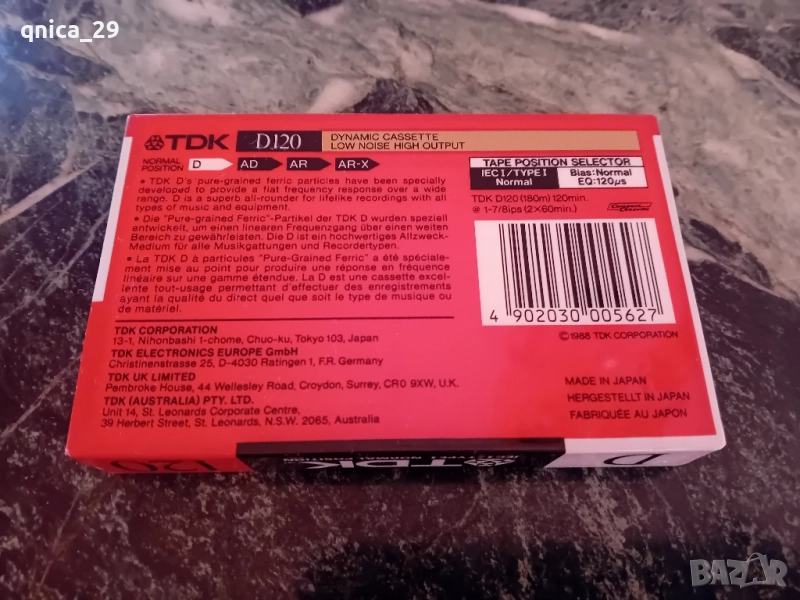 qnica_29
TDK D120 DYNAMIC CASSETTE
LOW NOISE HIGH OUTPUT
NORMAL
POSITION D AD AR AR-X
• TDK D's pure-grained ferric particles have been specially
developed to provide a flat frequency response over a wide
range. D is a superb all-rounder for lifelike recordings with all
types of music and equipment.
• Die "Pure-grained Ferric"-Partikel der TDK D wurden speziell
entwickelt, um einen linearen Frequenzgang über einen weiten
Bereich zu gewährleisten. Die D ist ein hochwertiges Allzweck-
Medium für alle Musikgattungen und Recordertypen.
• La TDK D à particules "Pure-Grained Ferric" a été spéciale-
ment mise au point pour produire une réponse en fréquence
linéaire sur une gamme étendue. La D est une cassette excel-
lente tout-usage permettant d'effectuer des enregistrements
ayant la qualité du direct quel que soit le type de musique ou
de matériel.
TDK CORPORATION
13-1, Nihonbashi 1-chome, Chuo-ku, Tokyo 103, Japan
TDK ELECTRONICS EUROPE GmbH
Christinenstrasse 25, D-4030 Ratingen 1, F.R. Germany
TDK UK LIMITED
Pembroke House, 44 Wellesley Road, Croydon, Surrey, CR0 9XW, U.K.
TDK (AUSTRALIA) PTY. LTD.
Unit 14, St. Leonards Corporate Centre,
39 Herbert Street, St. Leonards, N.S.W. 2065, Australia
TAPE POSITION SELECTOR
IEC I/TYPE I Bias: Normal
Normal EQ: 120µs
TDK D120 (180m) 120min.
@ 1-7/8ips (2×60min.)
Compact Cassette
4 902030 005627
©1988 TDK CORPORATION
MADE IN JAPAN
HERGESTELLT IN JAPAN
FABRIQUÉE AU JAPON
120 TDK D
IEC I/TYPE I NORMAL POSITION
BAZAR.bg